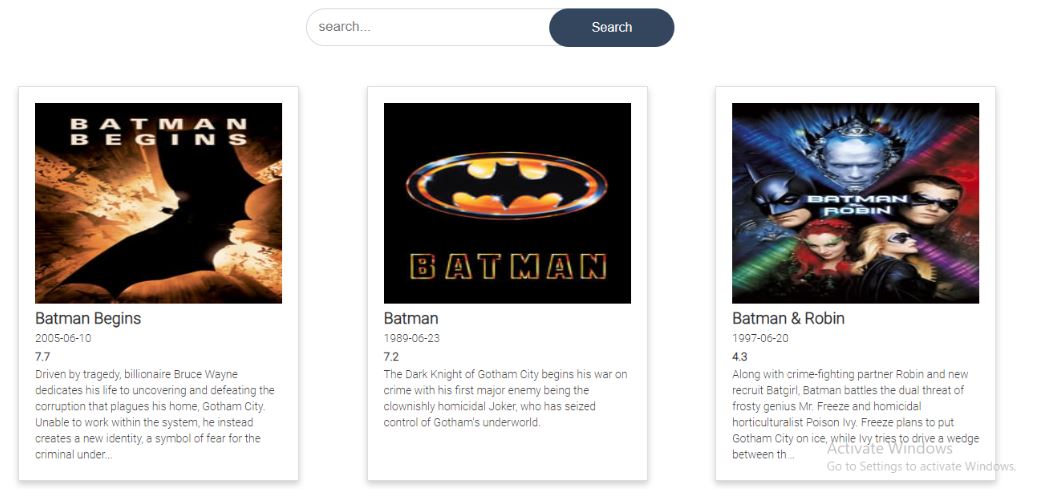 search...
Search
BATMAN
BEGINS
Batman Begins
2005-06-10
7.7
Driven by tragedy, billionaire Bruce Wayne
dedicates his life to uncovering and defeating the
corruption that plagues his home, Gotham City.
Unable to work within the system, he instead
creates a new identity, a symbol of fear for the
criminal under...
BATMAN
Batman
1989-06-23
7.2
The Dark Knight of Gotham City begins his war on
crime with his first major enemy being the
clownishly homicidal Joker, who has seized
control of Gotham's underworld.
BATMAN
ROBIN
Batman & Robin
1997-06-20
4.3
Along with crime-fighting partner Robin and new
recruit Batgirl, Batman battles the dual threat of
frosty genius Mr. Freeze and homicidal
horticulturalist Poison Ivy. Freeze plans to put
Gotham City on ice, while Ivy tries to drive a wedge
between th...
Activate Windows
Go to Settings to activate Windows.